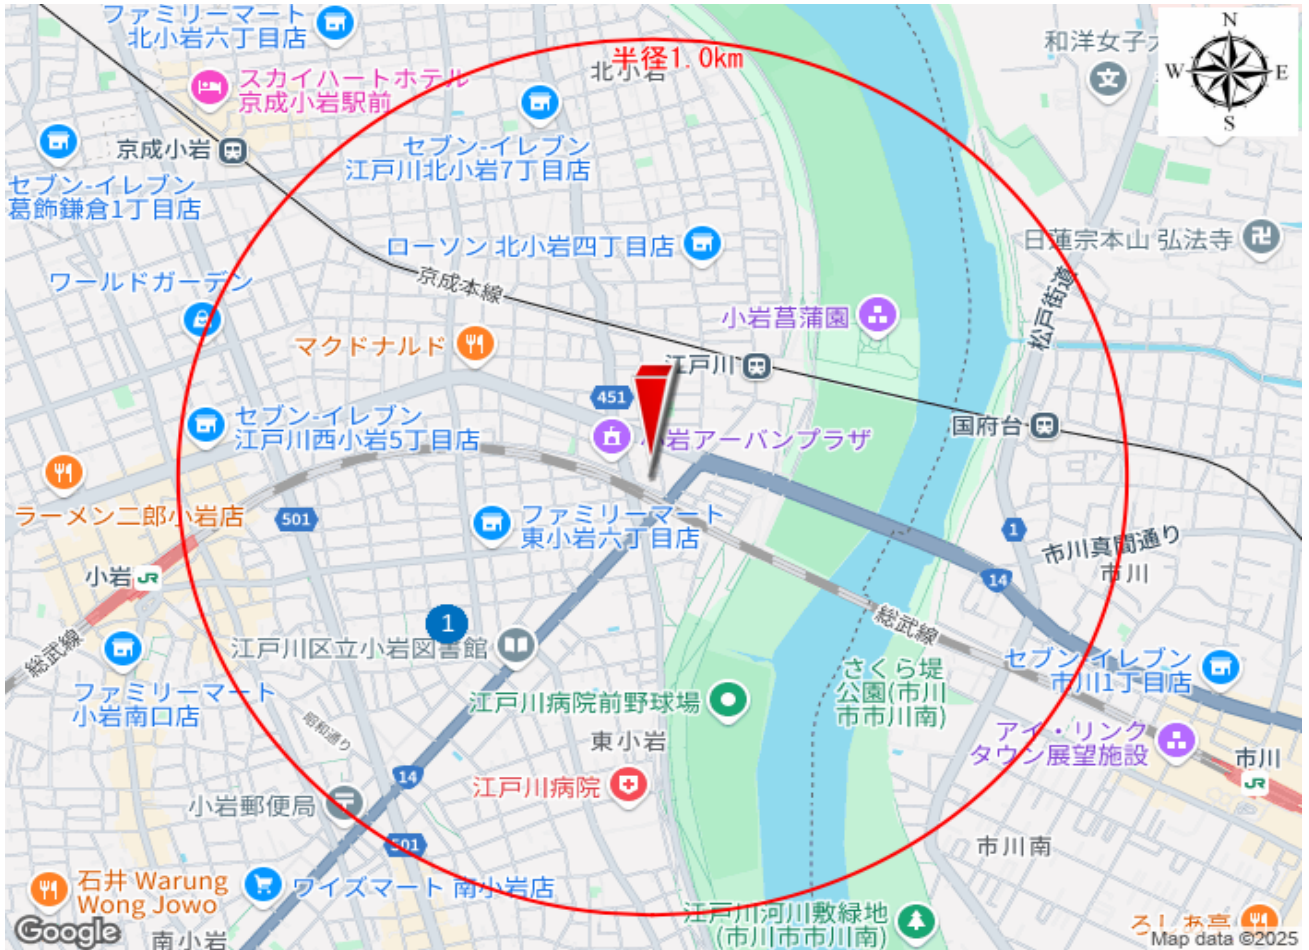 ファミリーマート
北小岩六丁目店
スカイハートホテル
京成小岩駅前
半径1.0km
北小岩
和洋女子大
N
W
E
S
京成小岩
セブン-イレブン
葛飾鎌倉1丁目店
セブン-イレブン
江戸川北小岩7丁目店
ローソン 北小岩四丁目店
日蓮宗本山 弘法寺
ワールドガーデン
京成本線
松戸街道
小岩菖蒲園
マクドナルド
江戸川
451
セブン-イレブン
江戸川西小岩5丁目店
小岩アーバンプラザ
国府台
ラーメン二郎小岩店
501
ファミリーマート
東小岩六丁目店
1
市川真間通り
市川
小岩
JR
14
総武線
総武線
1
江戸川区立小岩図書館
ファミリーマート
小岩南口店
昭和通り
さくら堤
公園(市川
市市川南)
セブン-イレブン
市川1丁目店
江戸川病院前野球場
東小岩
アイ・リンク
タウン展望施設
市川
JR
14
江戸川病院
小岩郵便局
501
市川南
石井 Warung
Wong Jowo
ワイズマート 南小岩店
江戸川河川敷緑地
(市川市市川南)
ろしあ亭
Google
南小岩
Map data ©2025